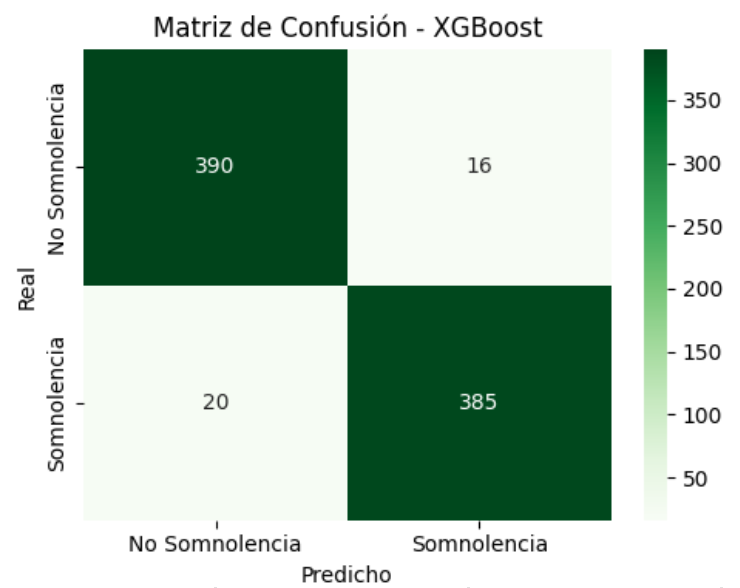 Matriz de Confusión - XGBoost
No Somnolencia
390
16
Real
Somnolencia
20
385
No Somnolencia
Somnolencia
Predicho
350
300
250
200
150
100
50